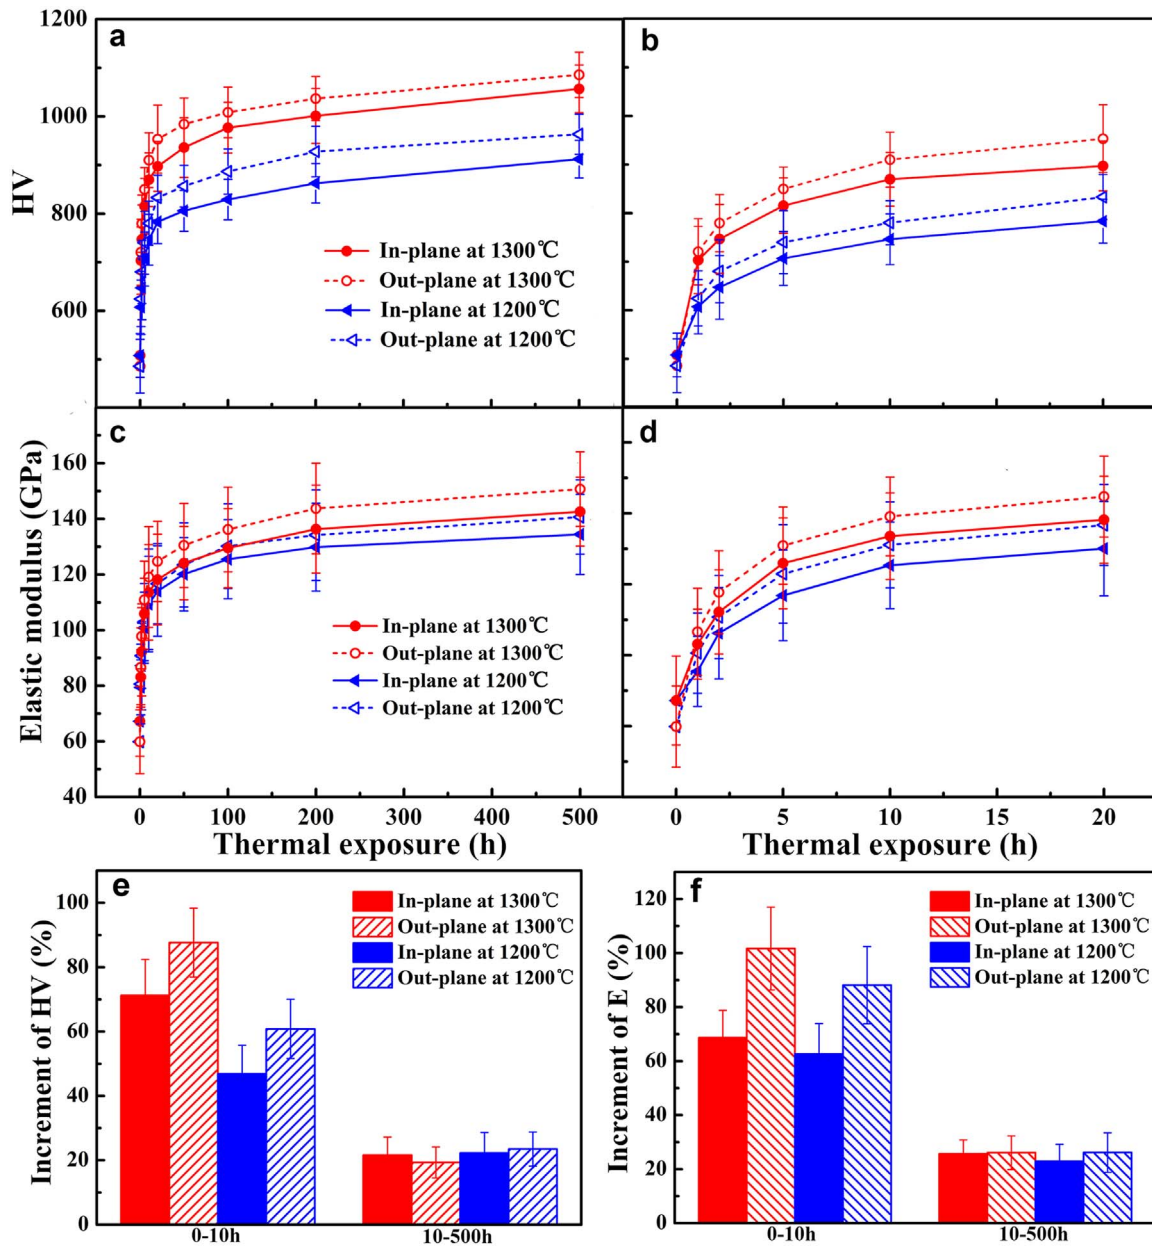 1200
1000
800
600
HV
a
In-plane at 1300℃
Out-plane at 1300℃
In-plane at 1200℃
Out-plane at 1200℃
b
160
140
120
100
80
60
40
Elastic modulus (GPa)
c
In-plane at 1300℃
Out-plane at 1300℃
In-plane at 1200℃
Out-plane at 1200℃
0 100 200 300 400 500
Thermal exposure (h)
d
0 5 10 15 20
Thermal exposure (h)
100
80
60
40
20
0
Increment of HV (%)
e
In-plane at 1300℃
Out-plane at 1300℃
In-plane at 1200℃
Out-plane at 1200℃
0-10h 10-500h
120
100
80
60
40
20
0
Increment of E (%)
f
In-plane at 1300℃
Out-plane at 1300℃
In-plane at 1200℃
Out-plane at 1200℃
0-10h 10-500h